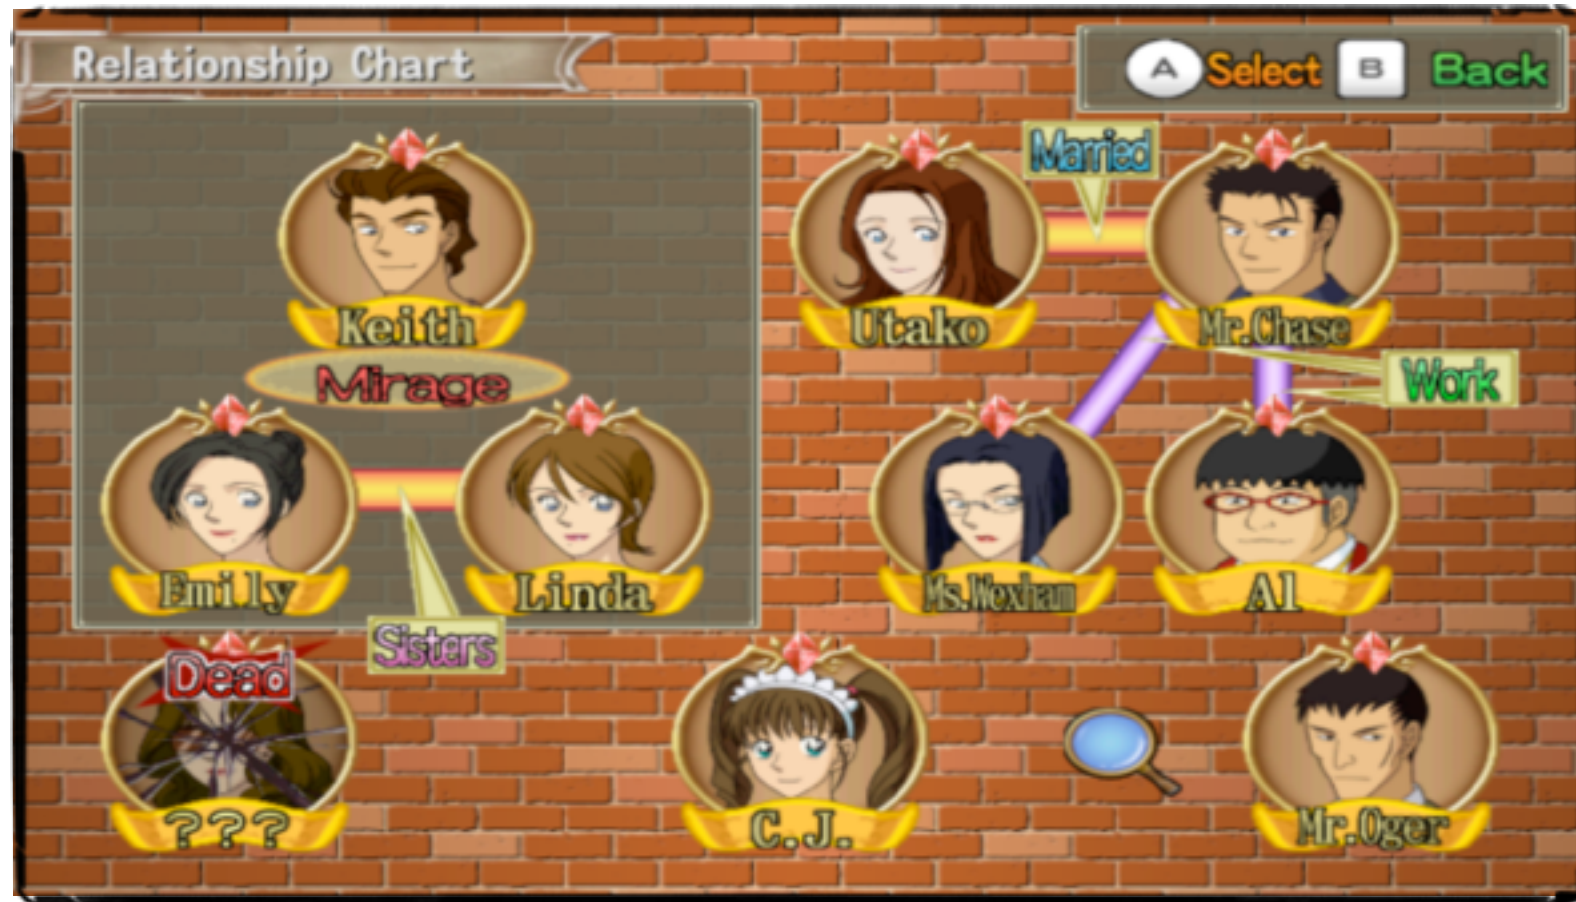 Relationship Chart
A Select B Back
Married
Keith
Utako
Mr.Chase
Mirage
Work
Emily
Linda
Ms.Wexham
Al
Sisters
Dead
???
C.J.
Mr.Oger